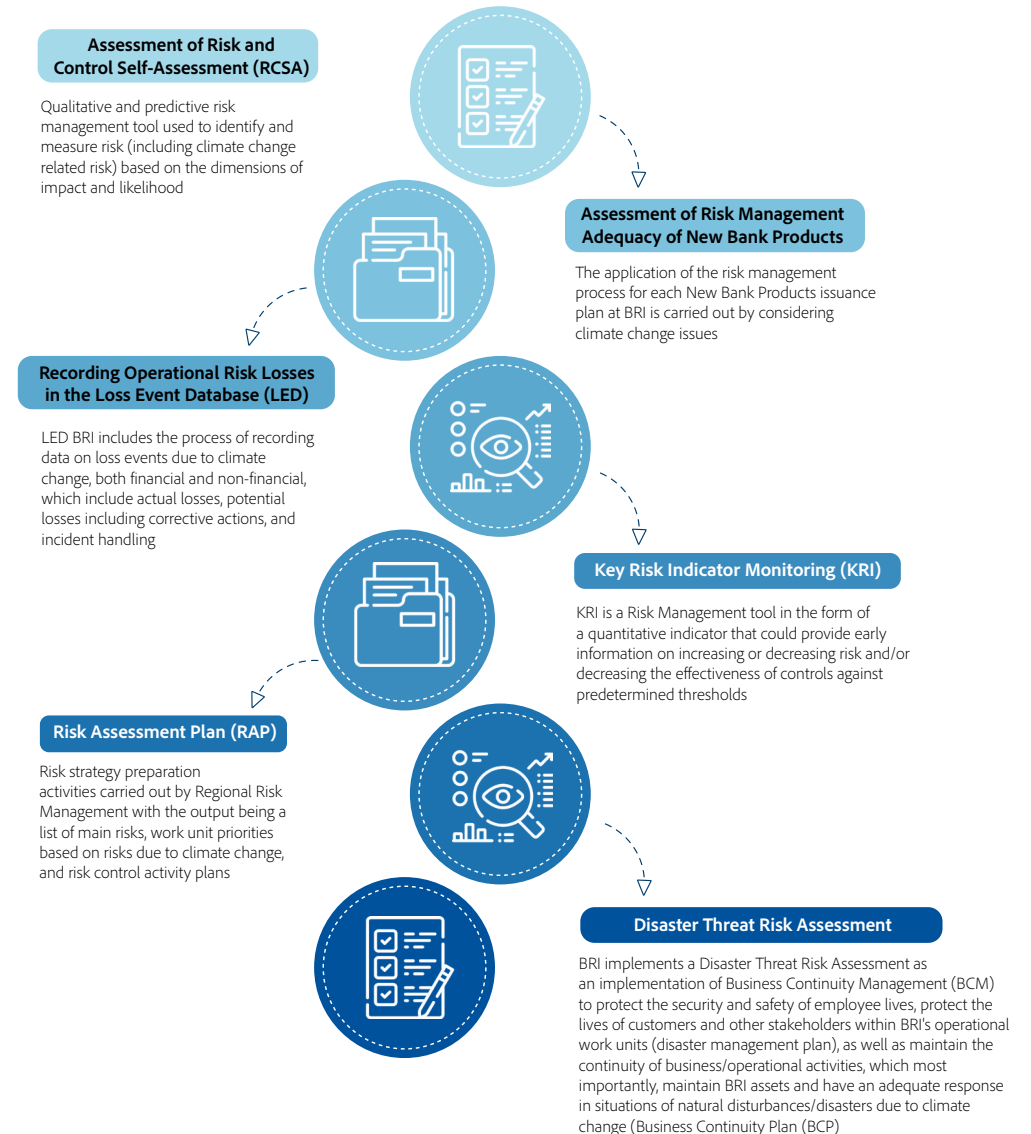 Assessment of Risk and
Control Self-Assessment (RCSA)
Qualitative and predictive risk
management tool used to identify and
measure risk (including climate change
related risk) based on the dimensions of
impact and likelihood
Assessment of Risk Management
Adequacy of New Bank Products
The application of the risk management
process for each New Bank Products issuance
plan at BRI is carried out by considering
climate change issues
Recording Operational Risk Losses
in the Loss Event Database (LED)
LED BRI includes the process of recording
data on loss events due to climate
change, both financial and non-financial,
which include actual losses, potential
losses including corrective actions, and
incident handling
Key Risk Indicator Monitoring (KRI)
KRI is a Risk Management tool in the form of
a quantitative indicator that could provide early
information on increasing or decreasing risk and/or
decreasing the effectiveness of controls against
predetermined thresholds
Risk Assessment Plan (RAP)
Risk strategy preparation
activities carried out by Regional Risk
Management with the output being a
list of main risks, work unit priorities
based on risks due to climate change,
and risk control activity plans
Disaster Threat Risk Assessment
BRI implements a Disaster Threat Risk Assessment as
an implementation of Business Continuity Management (BCM)
to protect the security and safety of employee lives, protect the
lives of customers and other stakeholders within BRI's operational
work units (disaster management plan), as well as maintain the
continuity of business/operational activities, which most
importantly, maintain BRI assets and have an adequate response
in situations of natural disturbances/disasters due to climate
change (Business Continuity Plan (BCP)